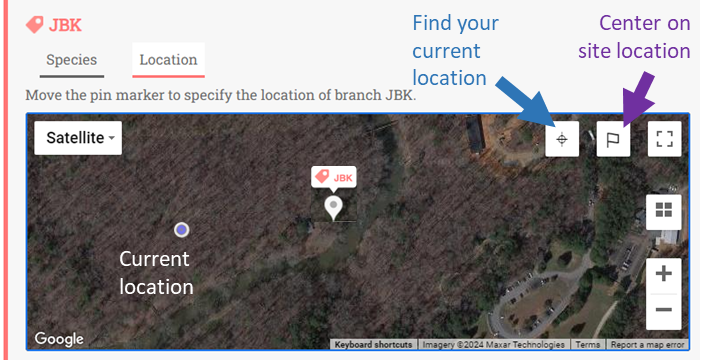 JBK
Find your
current
location
Center on
site location
Species
Location
Move the pin marker to specify the location of branch JBK.
Satellite
JBK
Current
location
Google
Keyboard shortcuts
Imagery ©2024 Maxar Technologies
Terms
Report a map error